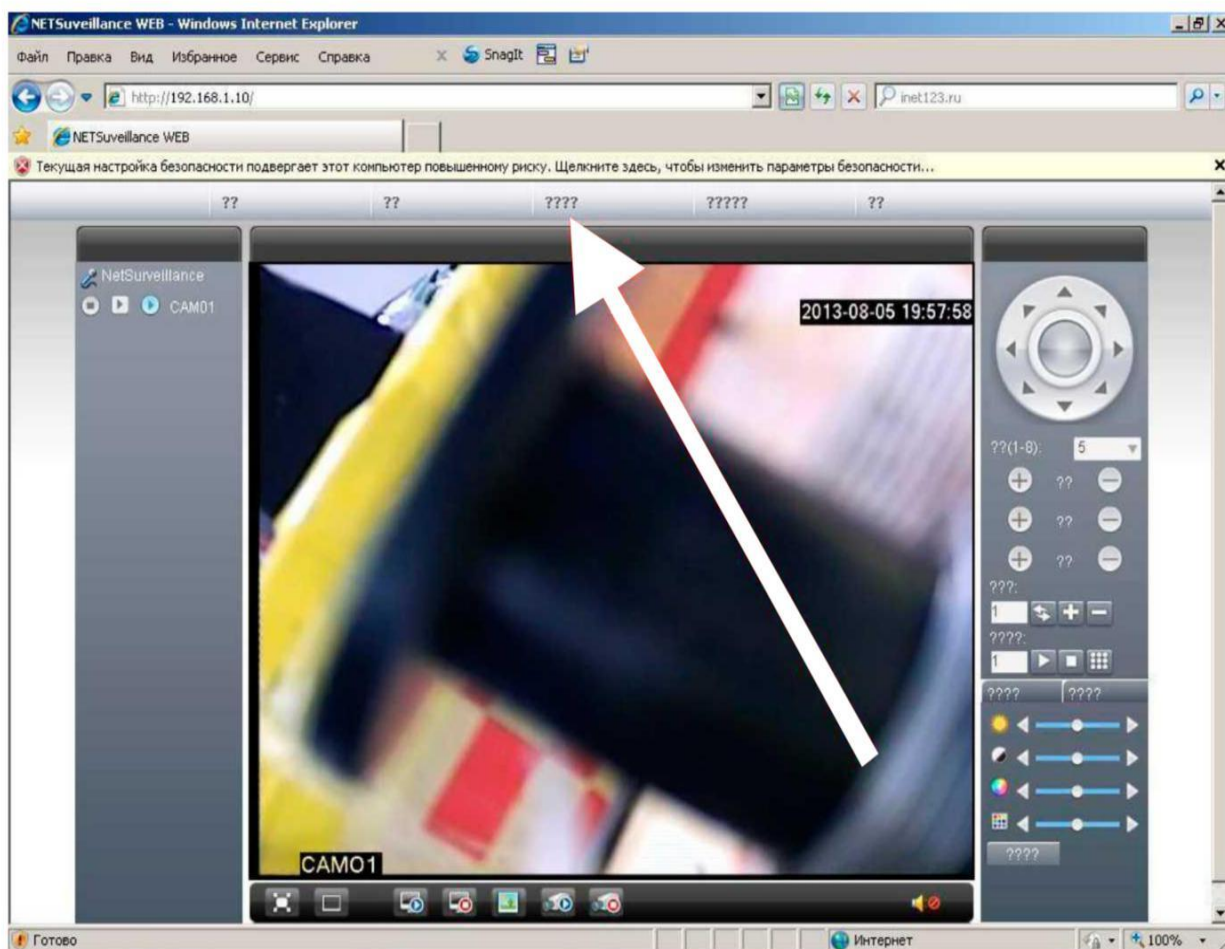 NETSuveillance WEB - Windows Internet Explorer
Файл Правка Вид Избранное Сервис Справка SnagIt
http://192.168.1.10/ inet123.ru
NETSuveillance WEB
Текущая настройка безопасности подвергает этот компьютер повышенному риску. Щелкните здесь, чтобы изменить параметры безопасности...
?? ?? ???? ????? ??
NetSurveillance
CAM01
2013-08-05 19:57:58
??(1-8): 5
??
??
??
???:
1
????:
1
???? ????
????
CAM01
Готово Интернет 100%